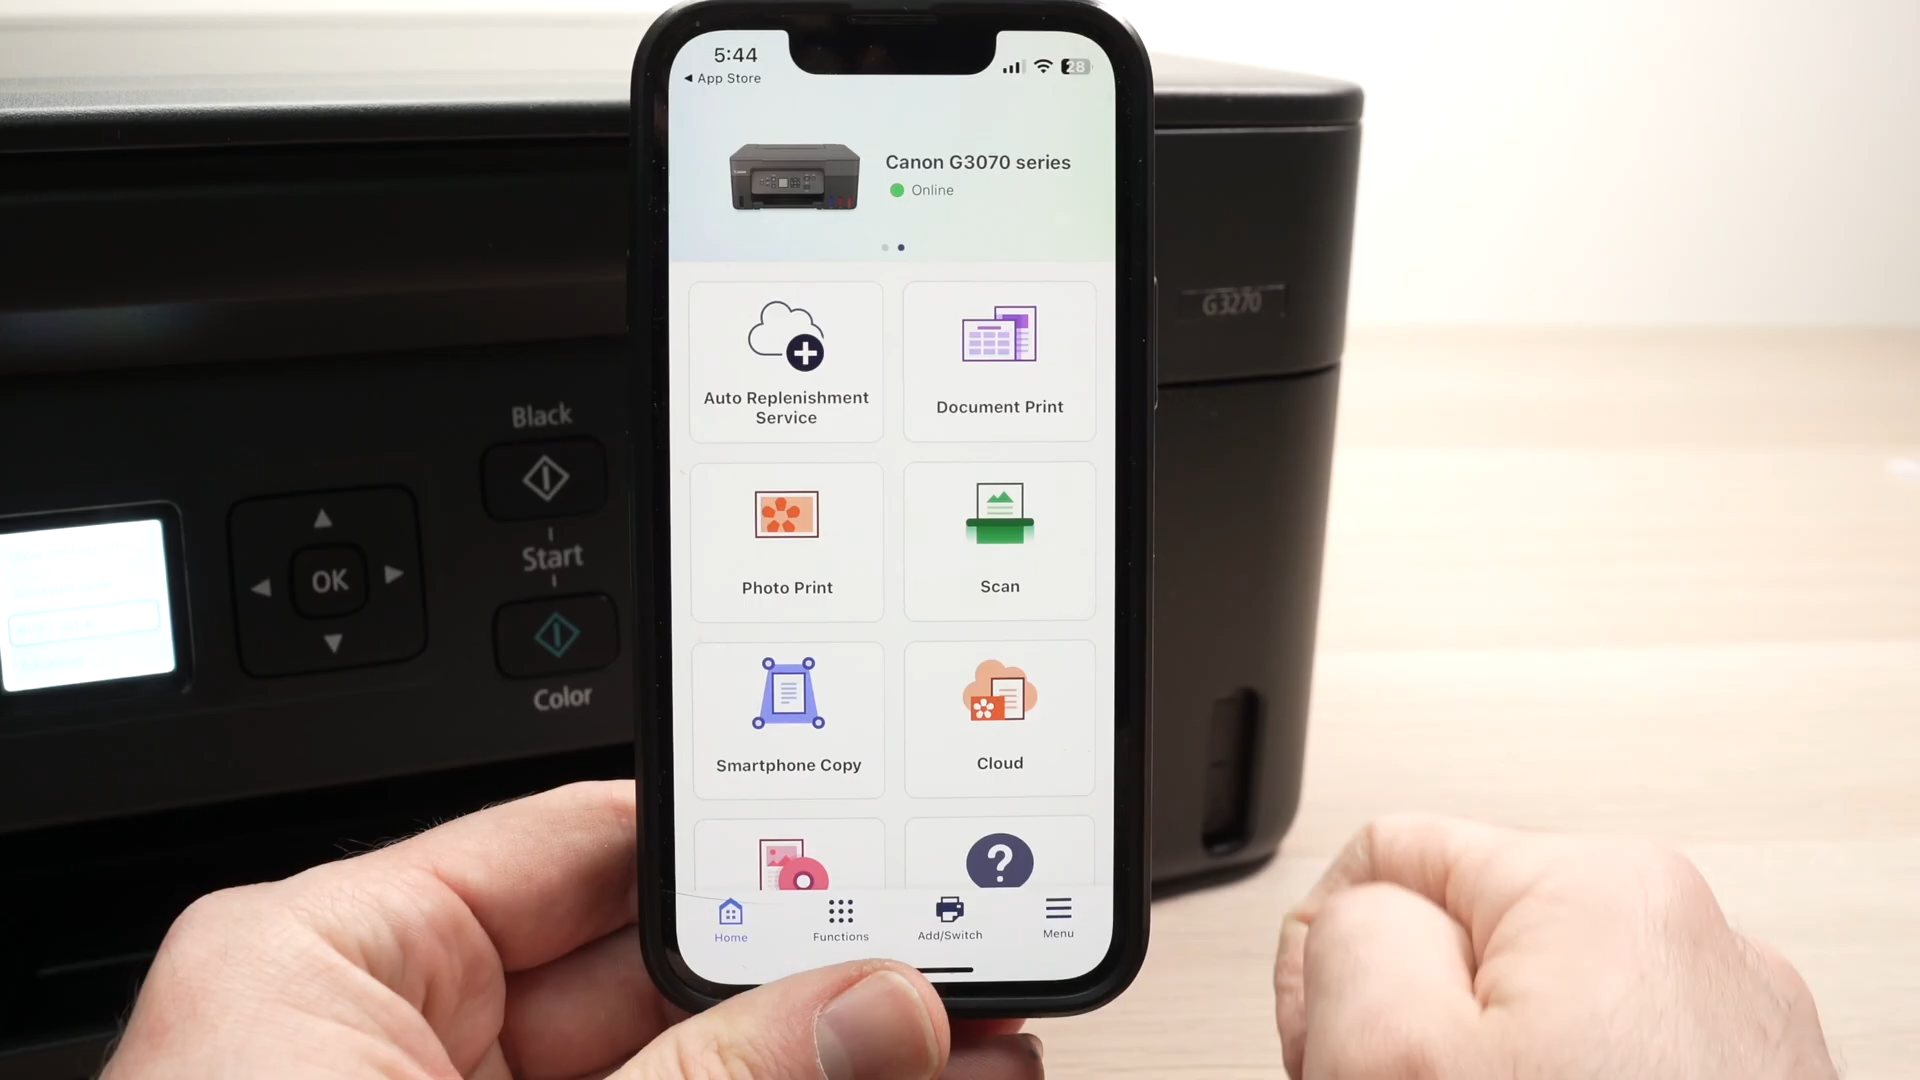 5:44
28
App Store
Canon G3070 series
Online
Auto Replenishment
Service
Document Print
Photo Print
Scan
Smartphone Copy
Cloud
?
Home
Functions
Add/Switch
Menu
Black
Start
OK
Color
G3270